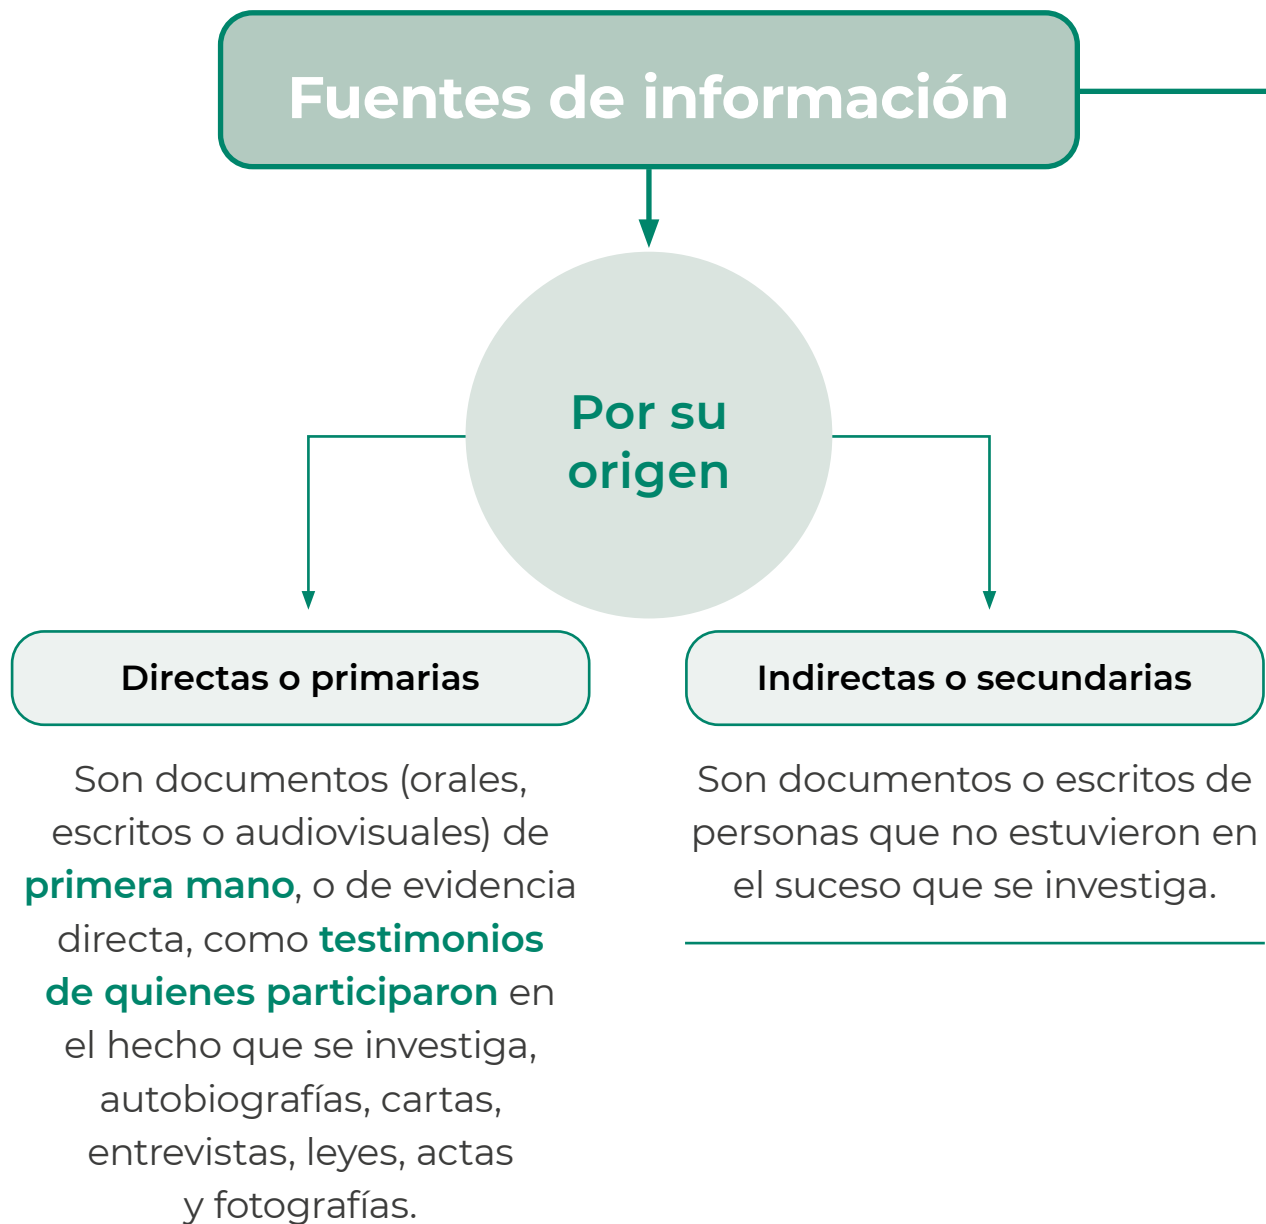 Fuentes de información
Por su
origen
Directas o primarias
Son documentos (orales,
escritos o audiovisuales) de
primera mano, o de evidencia
directa, como testimonios
de quienes participaron en
el hecho que se investiga,
autobiografías, cartas,
entrevistas, leyes, actas
y fotografías.
Indirectas o secundarias
Son documentos o escritos de
personas que no estuvieron en
el suceso que se investiga.